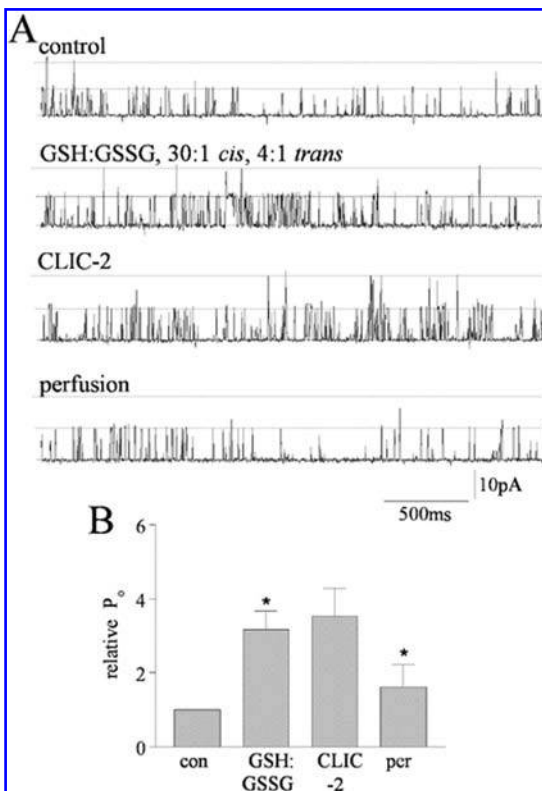 A
control
GSH:GSSG, 30:1 cis, 4:1 trans
CLIC-2
perfusion
10pA
500ms
B
6
4
2
0
relative Po
*
*
con
GSH:
GSSG
CLIC
-2
per